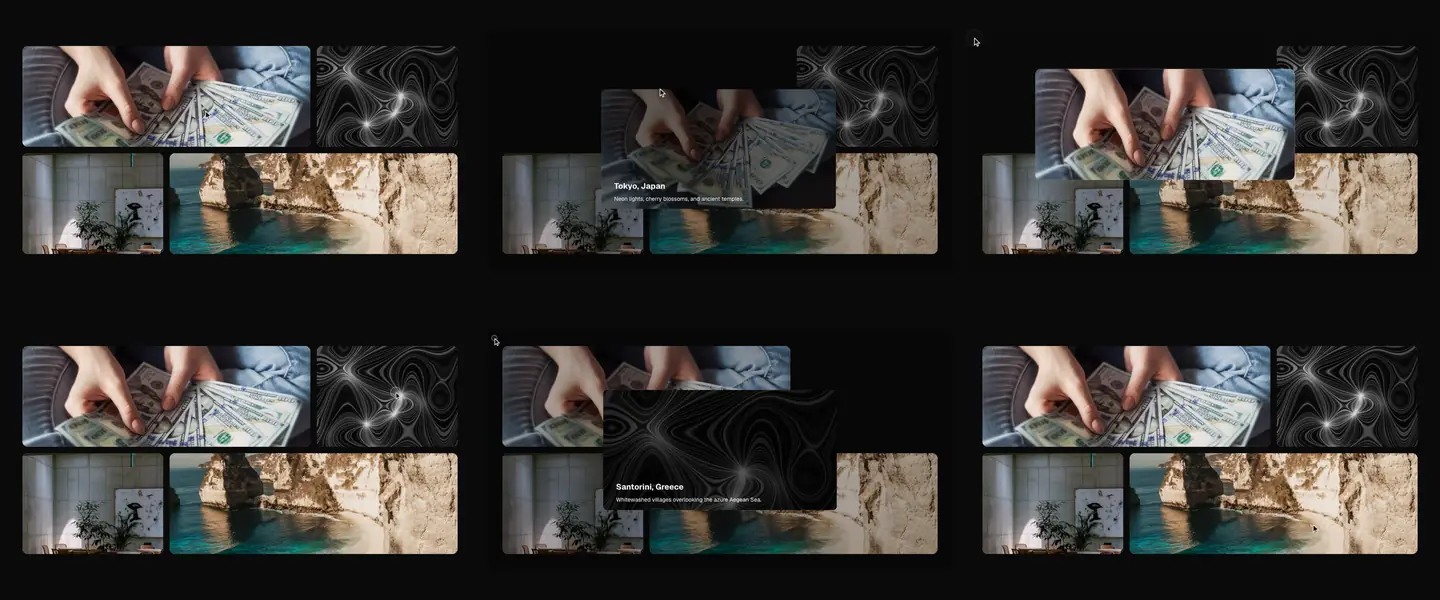 Tokyo, Japan
Neon lights, cherry blossoms, and ancient temples.
Santorini, Greece
Whitewashed villages overlooking the azure Aegean Sea.